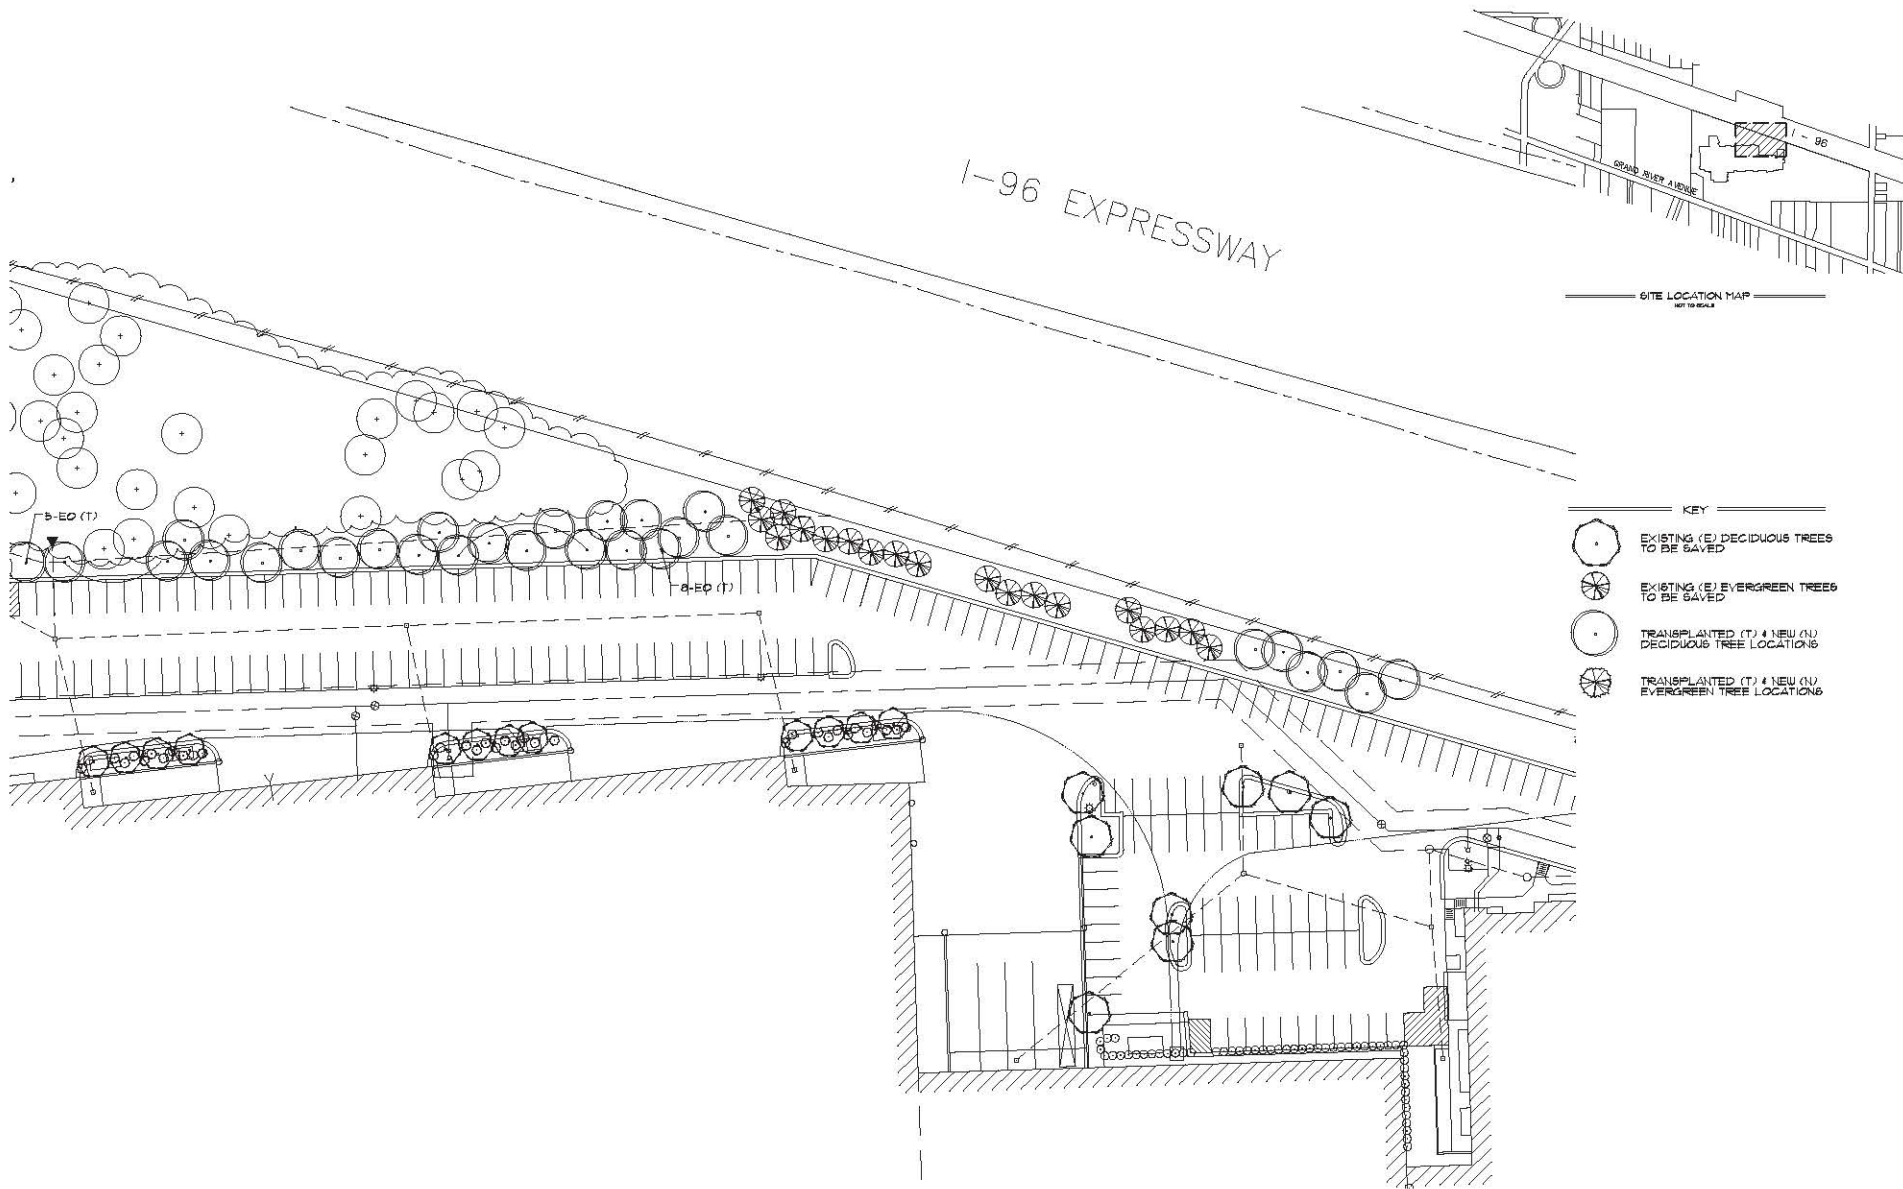 I-96 EXPRESSWAY
I - 96
GRAND RIVER AVENUE
SITE LOCATION MAP
NOT TO SCALE
5-EO (T)
8-EO (T)
KEY
EXISTING (E) DECIDUOUS TREES
TO BE SAVED
EXISTING (E) EVERGREEN TREES
TO BE SAVED
TRANSPLANTED (T) & NEW (N)
DECIDUOUS TREE LOCATIONS
TRANSPLANTED (T) & NEW (N)
EVERGREEN TREE LOCATIONS